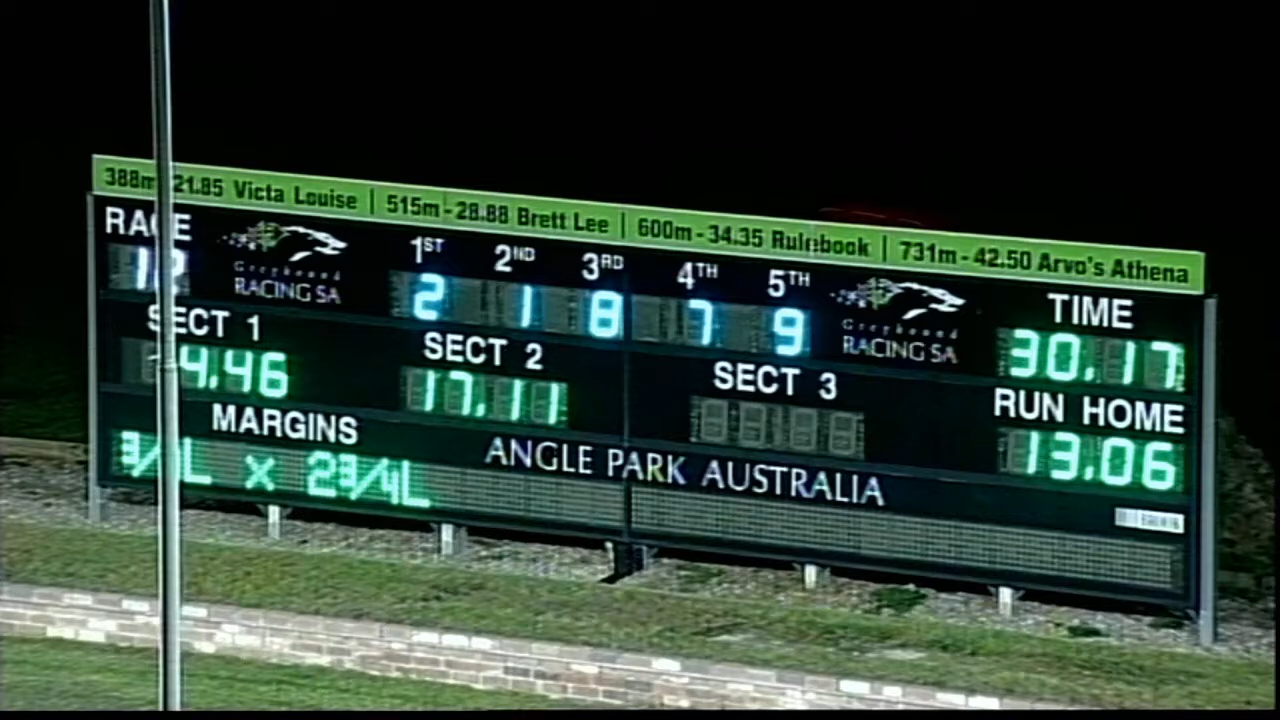 388m 21.85 Victa Louise | 515m - 28.88 Brett Lee | 600m - 34.35 Rulebook | 731m - 42.50 Arvo's Athena
RACE 1ST 2ND 3RD 4TH 5TH TIME
12 Greyhound RACING SA 2 1 8 7 9 Greyhound RACING SA 30.17
SECT 1 SECT 2 SECT 3 RUN HOME
4.46 17.11 13.06
MARGINS
3/4L x 2 3/4L
ANGLE PARK AUSTRALIA